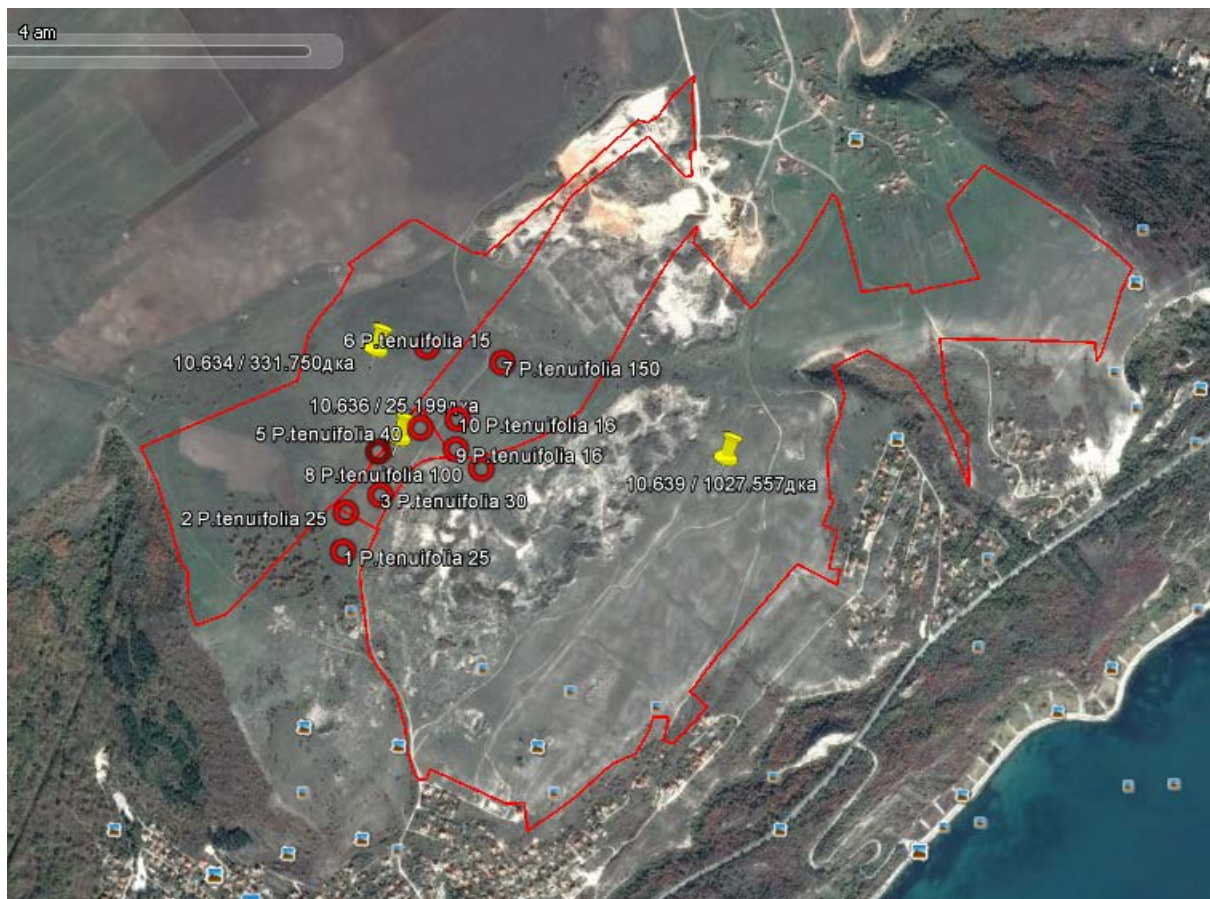 4 am
6 P.tenuifolia 15
10.634 / 331.750дка
7 P.tenuifolia 150
10.636 / 25.199дка
10 P.tenuifolia 16
5 P.tenuifolia 40
9 P.tenuifolia 16
8 P.tenuifolia 100
10.639 / 1027.557дка
3 P.tenuifolia 30
2 P.tenuifolia 25
1 P.tenuifolia 25